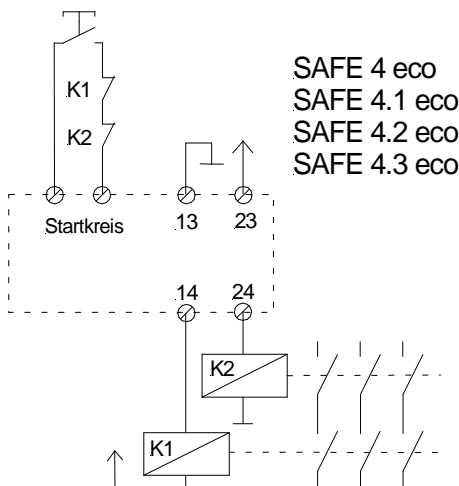 SAFE 4 eco
SAFE 4.1 eco
SAFE 4.2 eco
SAFE 4.3 eco
K1
K2
Startkreis
13
23
14
24
K2
K1